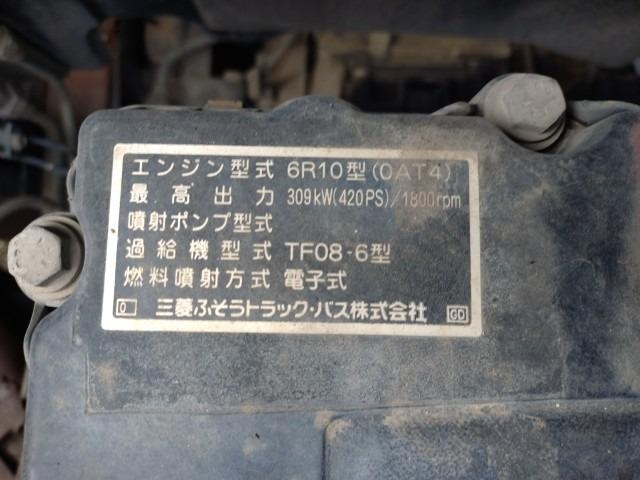 エンジン型式 6R10型(0AT4)
最高出力 309kW(420PS)/1800rpm
噴射ポンプ型式
過給機型式 TF08-6型
燃料噴射方式 電子式
0 三菱ふそうトラック・バス株式会社 GD